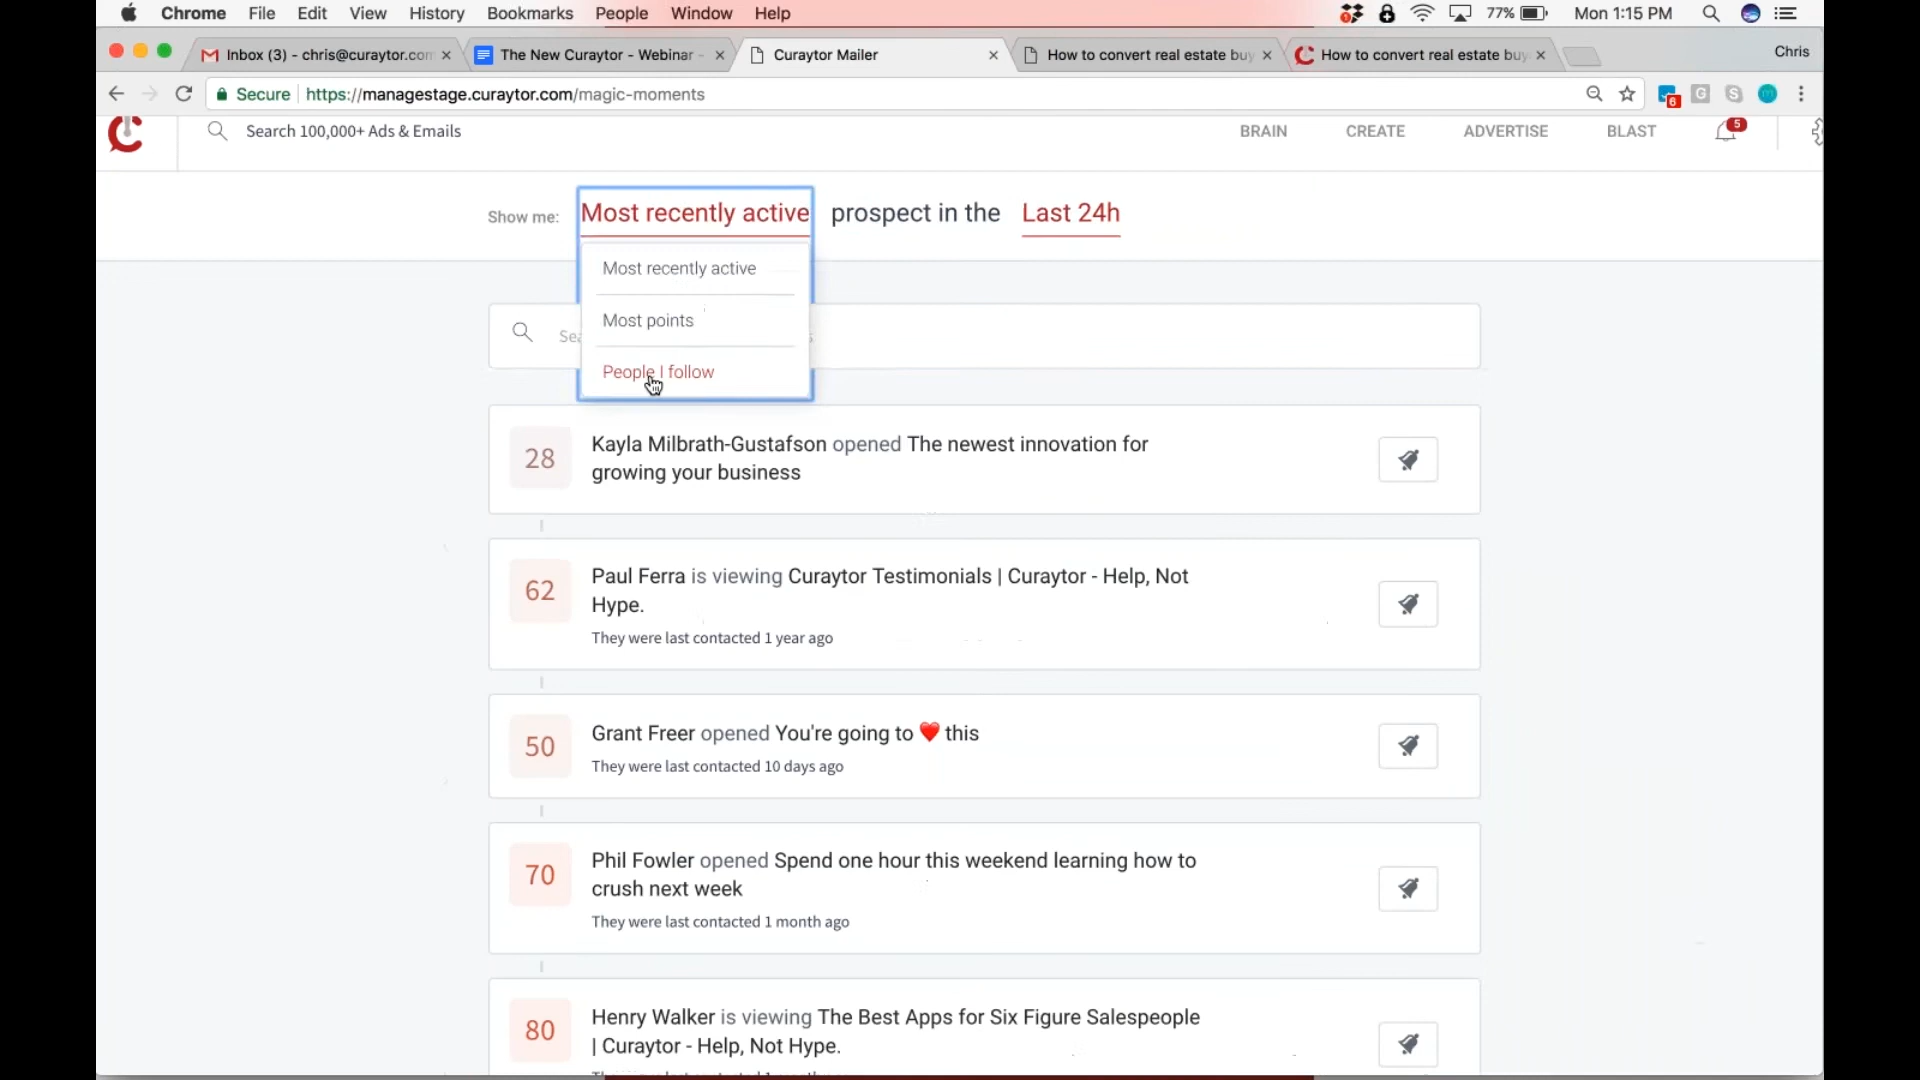 Chrome File Edit View History Bookmarks People Window Help 77% Mon 1:15 PM
Inbox (3) - chris@curaytor.com The New Curaytor - Webinar - Curaytor Mailer How to convert real estate buy How to convert real estate buy Chris
Secure https://managestage.curaytor.com/magic-moments 6 G S
Search 100,000+ Ads & Emails BRAIN CREATE ADVERTISE BLAST 5
Show me: Most recently active prospect in the Last 24h
Most recently active
Most points
People I follow
28 Kayla Milbrath-Gustafson opened The newest innovation for
growing your business
62 Paul Ferra is viewing Curaytor Testimonials | Curaytor - Help, Not
Hype.
They were last contacted 1 year ago
50 Grant Freer opened You're going to ❤️ this
They were last contacted 10 days ago
70 Phil Fowler opened Spend one hour this weekend learning how to
crush next week
They were last contacted 1 month ago
80 Henry Walker is viewing The Best Apps for Six Figure Salespeople
| Curaytor - Help, Not Hype.